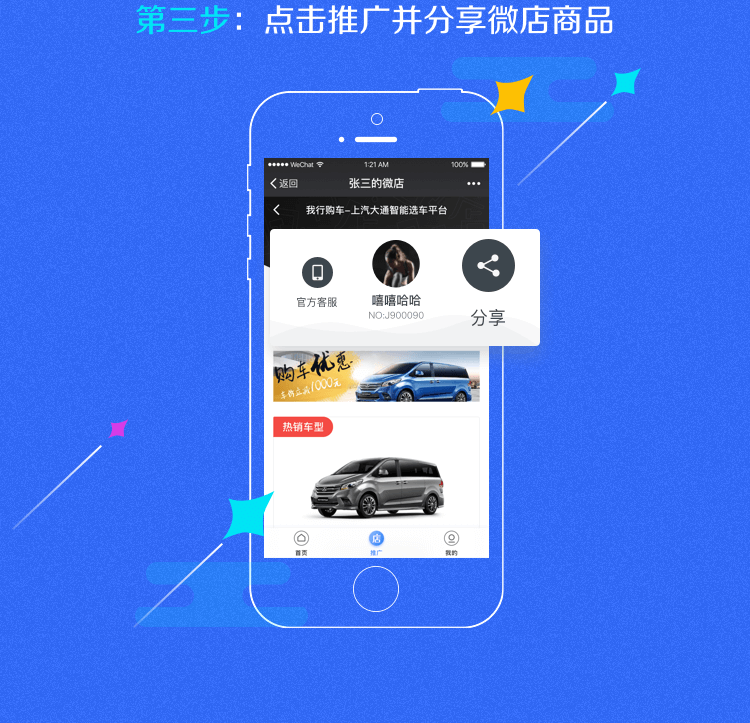 第三步：点击推广并分享微店商品
WeChat 1:21 AM 100%
返回 张三的微店
我行购车-上汽大通智能选车平台
官方客服 嘻嘻哈哈 分享
NO:J900090
购车优惠
车价立减1000元
热销车型
店
首页 推广 我的